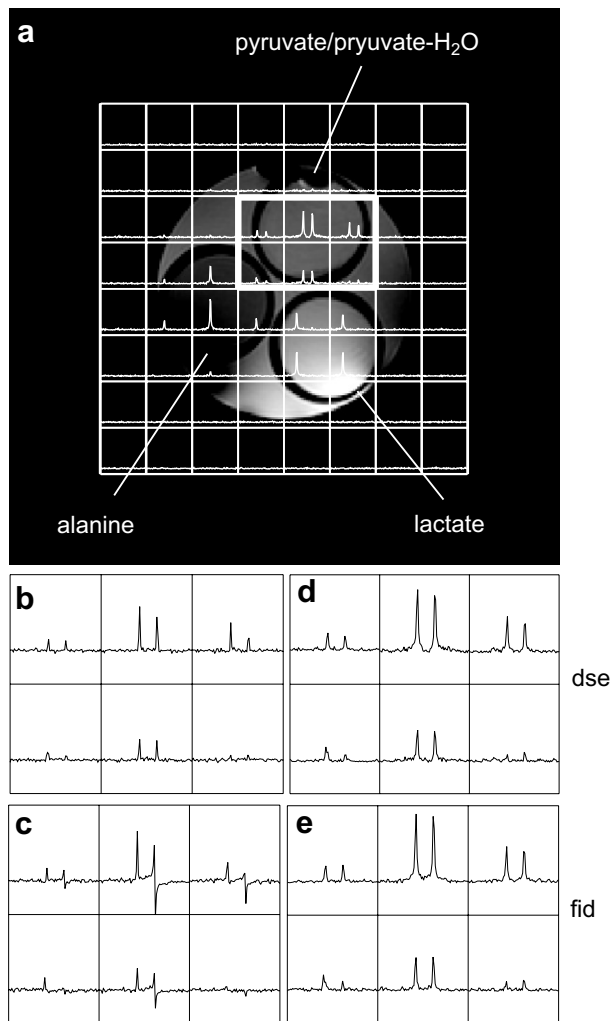 a
pyruvate/pryuvate-H₂O
alanine
lactate
b
d
dse
c
e
fid